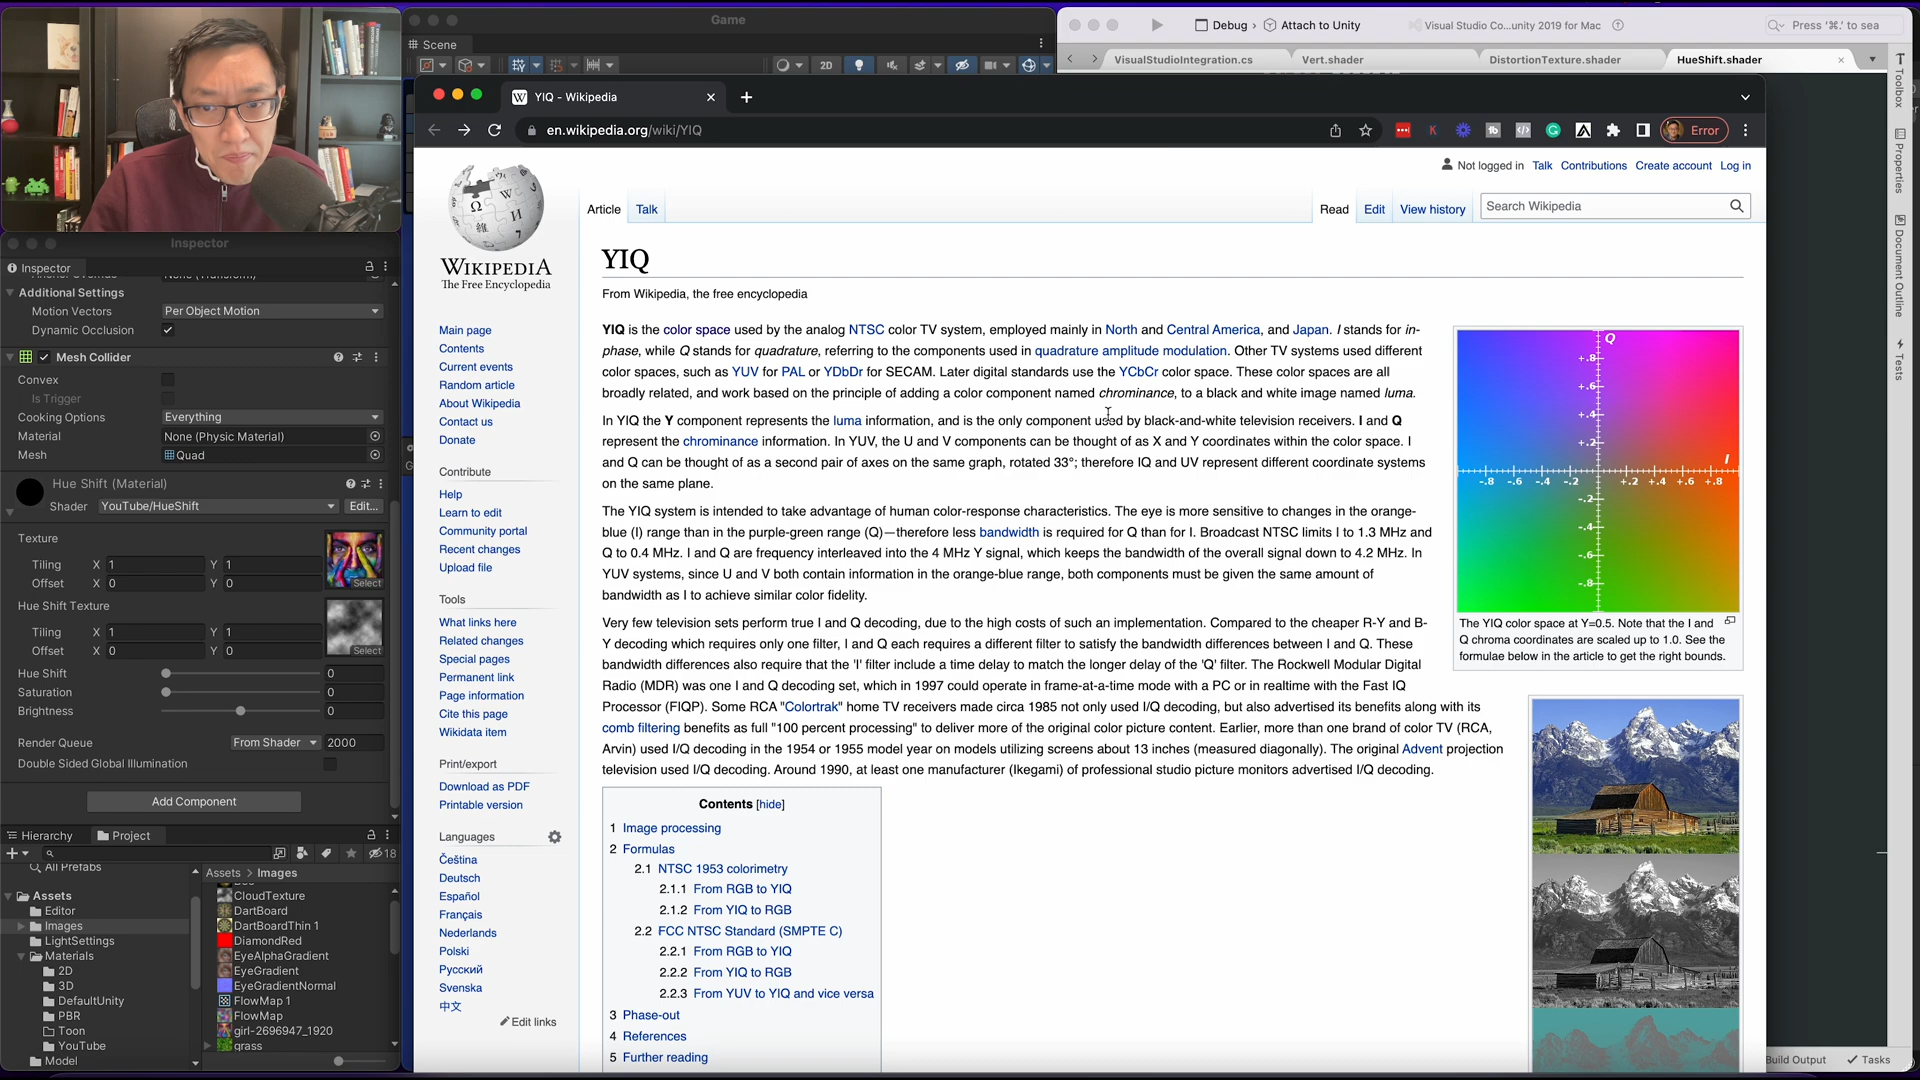 Game
Scene
2D
Debug › Attach to Unity
Visual Studio Co...unity 2019 for Mac
Press '⌘.' to sea
VisualStudioIntegration.cs
Vert.shader
DistortionTexture.shader
HueShift.shader
YIQ - Wikipedia
en.wikipedia.org/wiki/YIQ
Error
Toolbox
Properties
Document Outline
Tests
Not logged in Talk Contributions Create account Log in
Article Talk
Read Edit View history
Search Wikipedia
WIKIPEDIA
The Free Encyclopedia
Main page
Contents
Current events
Random article
About Wikipedia
Contact us
Donate
Contribute
Help
Learn to edit
Community portal
Recent changes
Upload file
Tools
What links here
Related changes
Special pages
Permanent link
Page information
Cite this page
Wikidata item
Print/export
Download as PDF
Printable version
Languages
Čeština
Deutsch
Español
Français
Nederlands
Polski
Русский
Svenska
中文
Edit links
YIQ
From Wikipedia, the free encyclopedia
YIQ is the color space used by the analog NTSC color TV system, employed mainly in North and Central America, and Japan. I stands for in-
phase, while Q stands for quadrature, referring to the components used in quadrature amplitude modulation. Other TV systems used different
color spaces, such as YUV for PAL or YDbDr for SECAM. Later digital standards use the YCbCr color space. These color spaces are all
broadly related, and work based on the principle of adding a color component named chrominance, to a black and white image named luma.
In YIQ the Y component represents the luma information, and is the only component used by black-and-white television receivers. I and Q
represent the chrominance information. In YUV, the U and V components can be thought of as X and Y coordinates within the color space. I
and Q can be thought of as a second pair of axes on the same graph, rotated 33°; therefore IQ and UV represent different coordinate systems
on the same plane.
The YIQ system is intended to take advantage of human color-response characteristics. The eye is more sensitive to changes in the orange-
blue (I) range than in the purple-green range (Q)—therefore less bandwidth is required for Q than for I. Broadcast NTSC limits I to 1.3 MHz and
Q to 0.4 MHz. I and Q are frequency interleaved into the 4 MHz Y signal, which keeps the bandwidth of the overall signal down to 4.2 MHz. In
YUV systems, since U and V both contain information in the orange-blue range, both components must be given the same amount of
bandwidth as I to achieve similar color fidelity.
Very few television sets perform true I and Q decoding, due to the high costs of such an implementation. Compared to the cheaper R-Y and B-
Y decoding which requires only one filter, I and Q each requires a different filter to satisfy the bandwidth differences between I and Q. These
bandwidth differences also require that the 'I' filter include a time delay to match the longer delay of the 'Q' filter. The Rockwell Modular Digital
Radio (MDR) was one I and Q decoding set, which in 1997 could operate in frame-at-a-time mode with a PC or in realtime with the Fast IQ
Processor (FIQP). Some RCA "Colortrak" home TV receivers made circa 1985 not only used I/Q decoding, but also advertised its benefits along with its
comb filtering benefits as full "100 percent processing" to deliver more of the original color picture content. Earlier, more than one brand of color TV (RCA,
Arvin) used I/Q decoding in the 1954 or 1955 model year on models utilizing screens about 13 inches (measured diagonally). The original Advent projection
television used I/Q decoding. Around 1990, at least one manufacturer (Ikegami) of professional studio picture monitors advertised I/Q decoding.
Contents [hide]
1 Image processing
2 Formulas
2.1 NTSC 1953 colorimetry
2.1.1 From RGB to YIQ
2.1.2 From YIQ to RGB
2.2 FCC NTSC Standard (SMPTE C)
2.2.1 From RGB to YIQ
2.2.2 From YIQ to RGB
2.2.3 From YUV to YIQ and vice versa
3 Phase-out
4 References
5 Further reading
Q
+.8
+.6
+.4
+.2
I
-.8 -.6 -.4 -.2 +.2 +.4 +.6 +.8
-.2
-.4
-.6
-.8
The YIQ color space at Y=0.5. Note that the I and
Q chroma coordinates are scaled up to 1.0. See the
formulae below in the article to get the right bounds.
Inspector
Inspector
Additional Settings
Motion Vectors Per Object Motion
Dynamic Occlusion
Mesh Collider
Convex
Is Trigger
Cooking Options Everything
Material None (Physic Material)
Mesh Quad
Hue Shift (Material)
Shader YouTube/HueShift Edit...
Texture
Tiling X 1 Y 1
Offset X 0 Y 0
Select
Hue Shift Texture
Tiling X 1 Y 1
Offset X 0 Y 0
Select
Hue Shift 0
Saturation 0
Brightness 0
Render Queue From Shader 2000
Double Sided Global Illumination
Add Component
Hierarchy Project
18
All Prefabs
Assets
Editor
Images
LightSettings
Materials
2D
3D
DefaultUnity
PBR
Toon
YouTube
Model
Assets › Images
CloudTexture
DartBoard
DartBoardThin 1
DiamondRed
EyeAlphaGradient
EyeGradient
EyeGradientNormal
FlowMap 1
FlowMap
girl-2696947_1920
grass
Build Output
Tasks